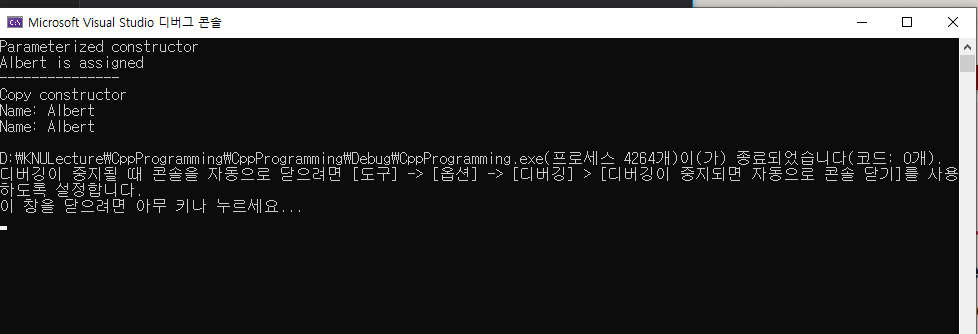 Microsoft Visual Studio 디버그 콘솔
Parameterized constructor
Albert is assigned
---------------
Copy constructor
Name: Albert
Name: Albert
D:₩KNULecture₩CppProgramming₩CppProgramming₩Debug₩CppProgramming.exe(프로세스 4264개)이(가) 종료되었습니다(코드: 0개).
디버깅이 중지될 때 콘솔을 자동으로 닫으려면 [도구] -> [옵션] -> [디버깅] > [디버깅이 중지되면 자동으로 콘솔 닫기]를 사용
하도록 설정합니다.
이 창을 닫으려면 아무 키나 누르세요...